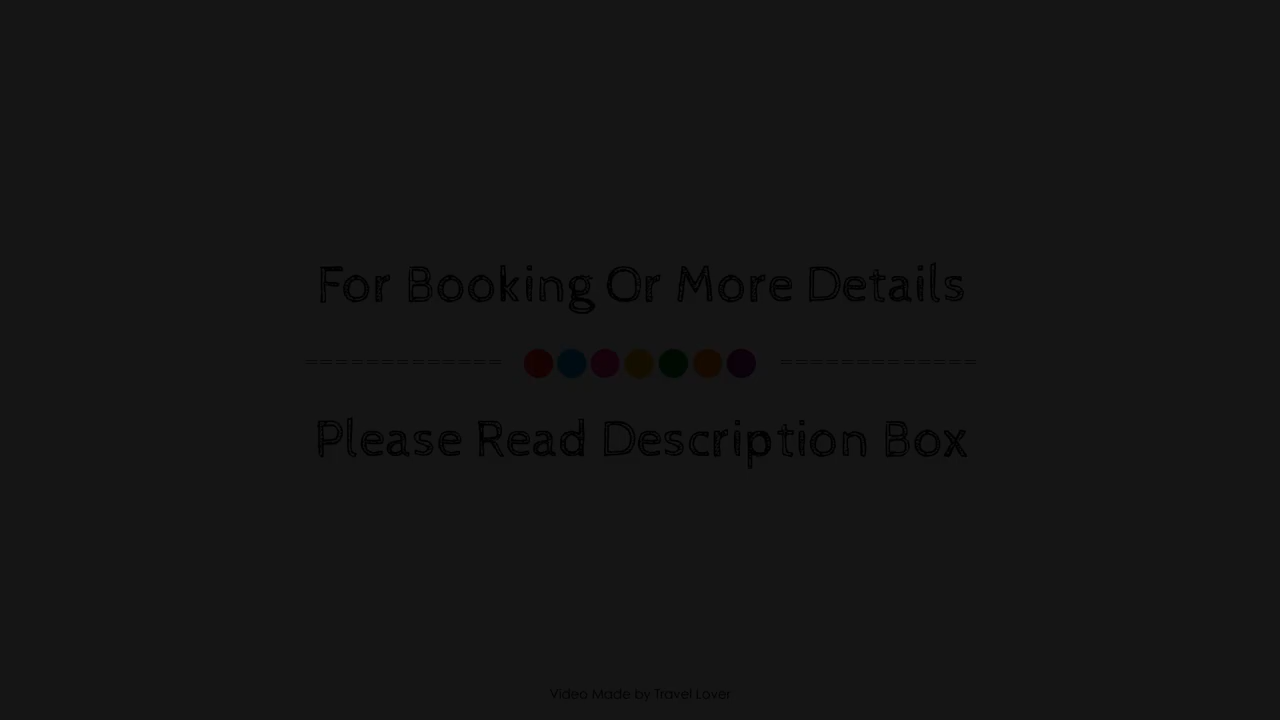 For Booking Or More Details
============= =============
Please Read Description Box
Video Made by Travel Lover